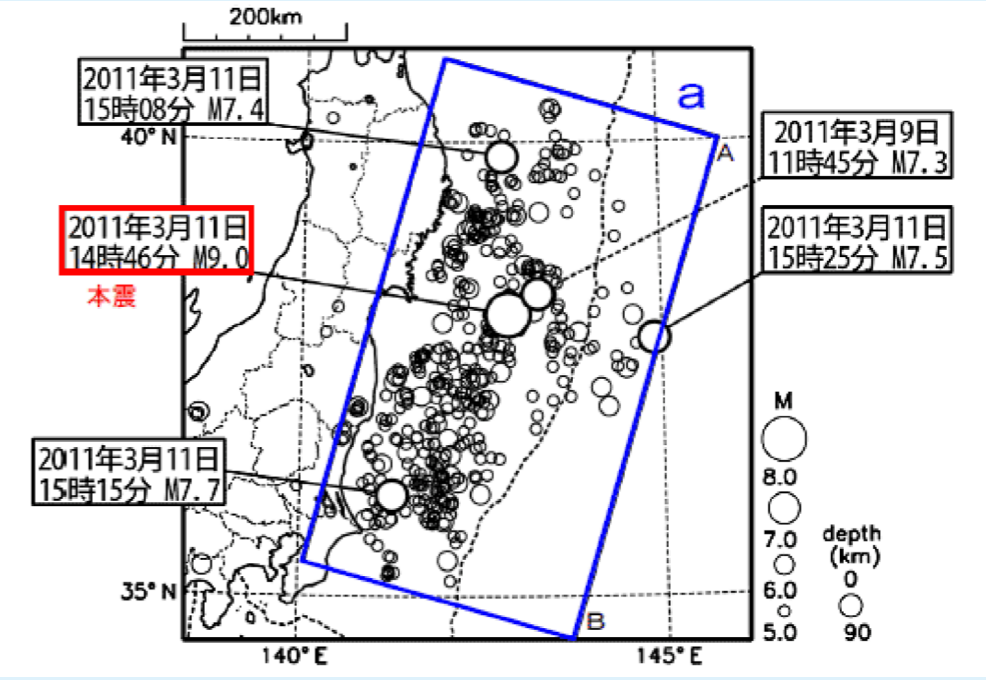 200km
2011年3月11日
15時08分 M7.4
a
40°N
A
2011年3月9日
11時45分 M7.3
2011年3月11日
14時46分 M9.0
本震
2011年3月11日
15時25分 M7.5
2011年3月11日
15時15分 M7.7
M
8.0
7.0
6.0
5.0
depth
(km)
0
90
35°N
B
140°E
145°E